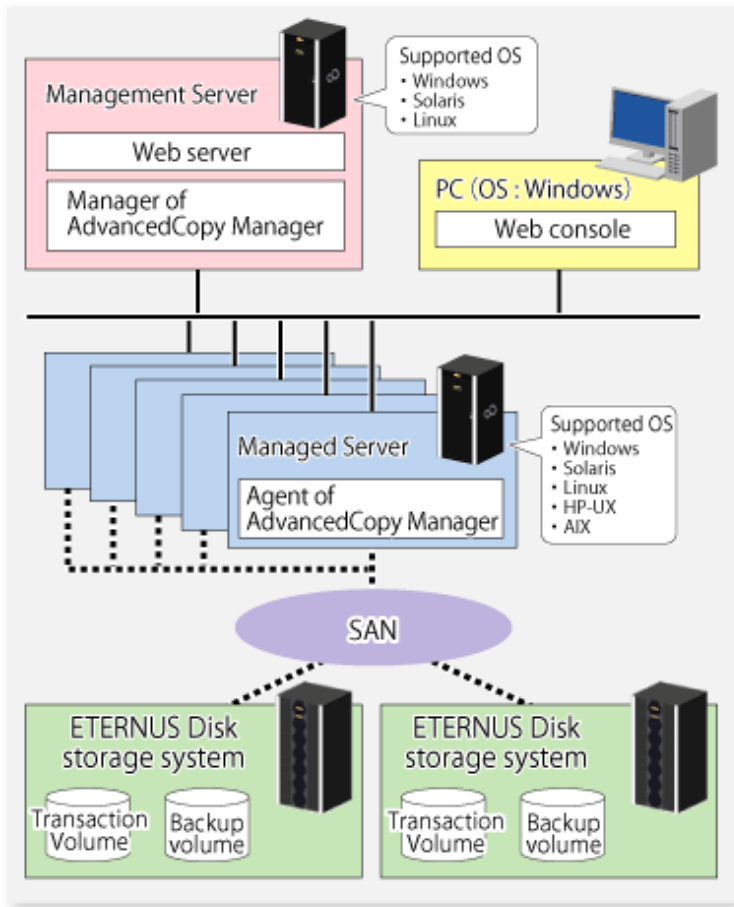 Supported OS
・Windows
・Solaris
・Linux
Management Server
Web server
Manager of
AdvancedCopy Manager
PC (OS : Windows)
Web console
Managed Server
Agent of
AdvancedCopy Manager
Supported OS
・Windows
・Solaris
・Linux
・HP-UX
・AIX
SAN
ETERNUS Disk
storage system
Transaction
Volume
Backup
volume
ETERNUS Disk
storage system
Transaction
Volume
Backup
volume